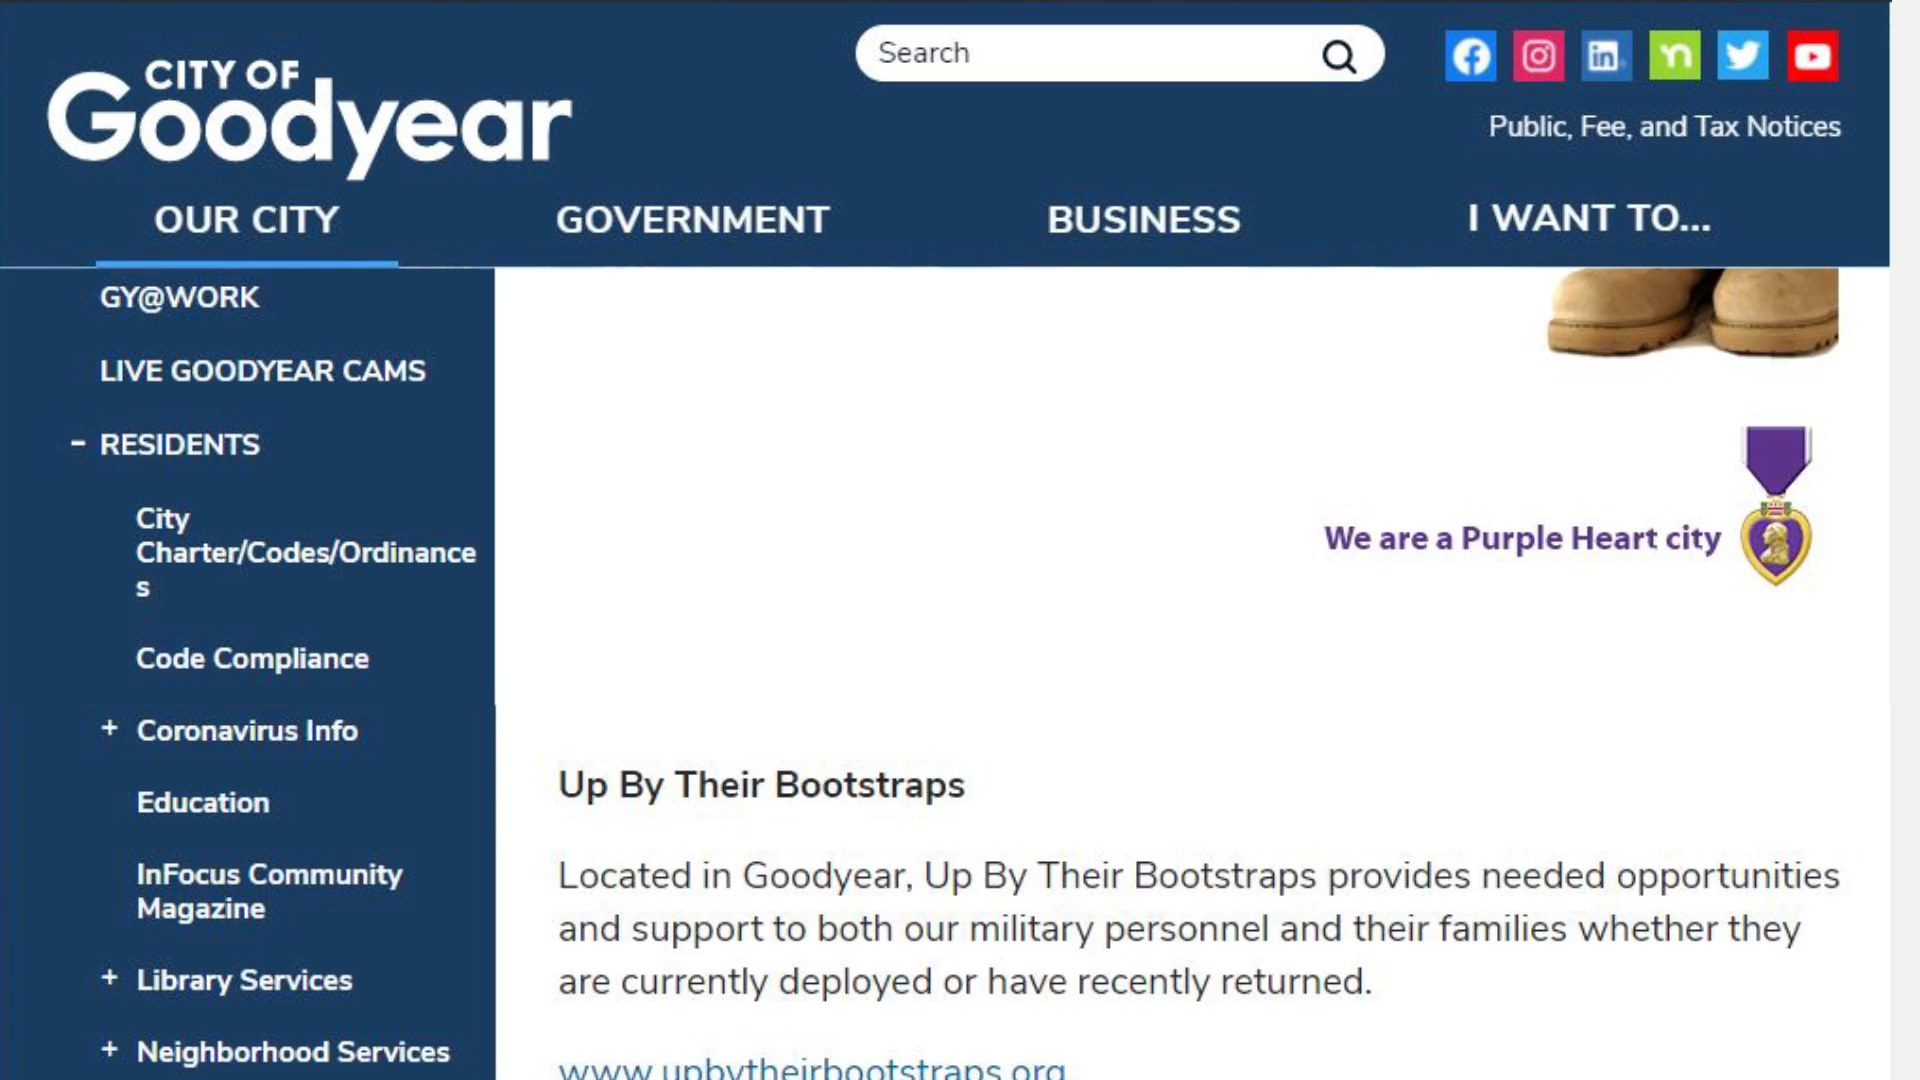 Search
CITY OF
Goodyear
Public, Fee, and Tax Notices
OUR CITY
GOVERNMENT
BUSINESS
I WANT TO...
GY@WORK
LIVE GOODYEAR CAMS
- RESIDENTS
City
Charter/Codes/Ordinance
s
Code Compliance
+ Coronavirus Info
Education
InFocus Community
Magazine
+ Library Services
+ Neighborhood Services
We are a Purple Heart city
Up By Their Bootstraps
Located in Goodyear, Up By Their Bootstraps provides needed opportunities
and support to both our military personnel and their families whether they
are currently deployed or have recently returned.
www.upbytheirbootstraps.org